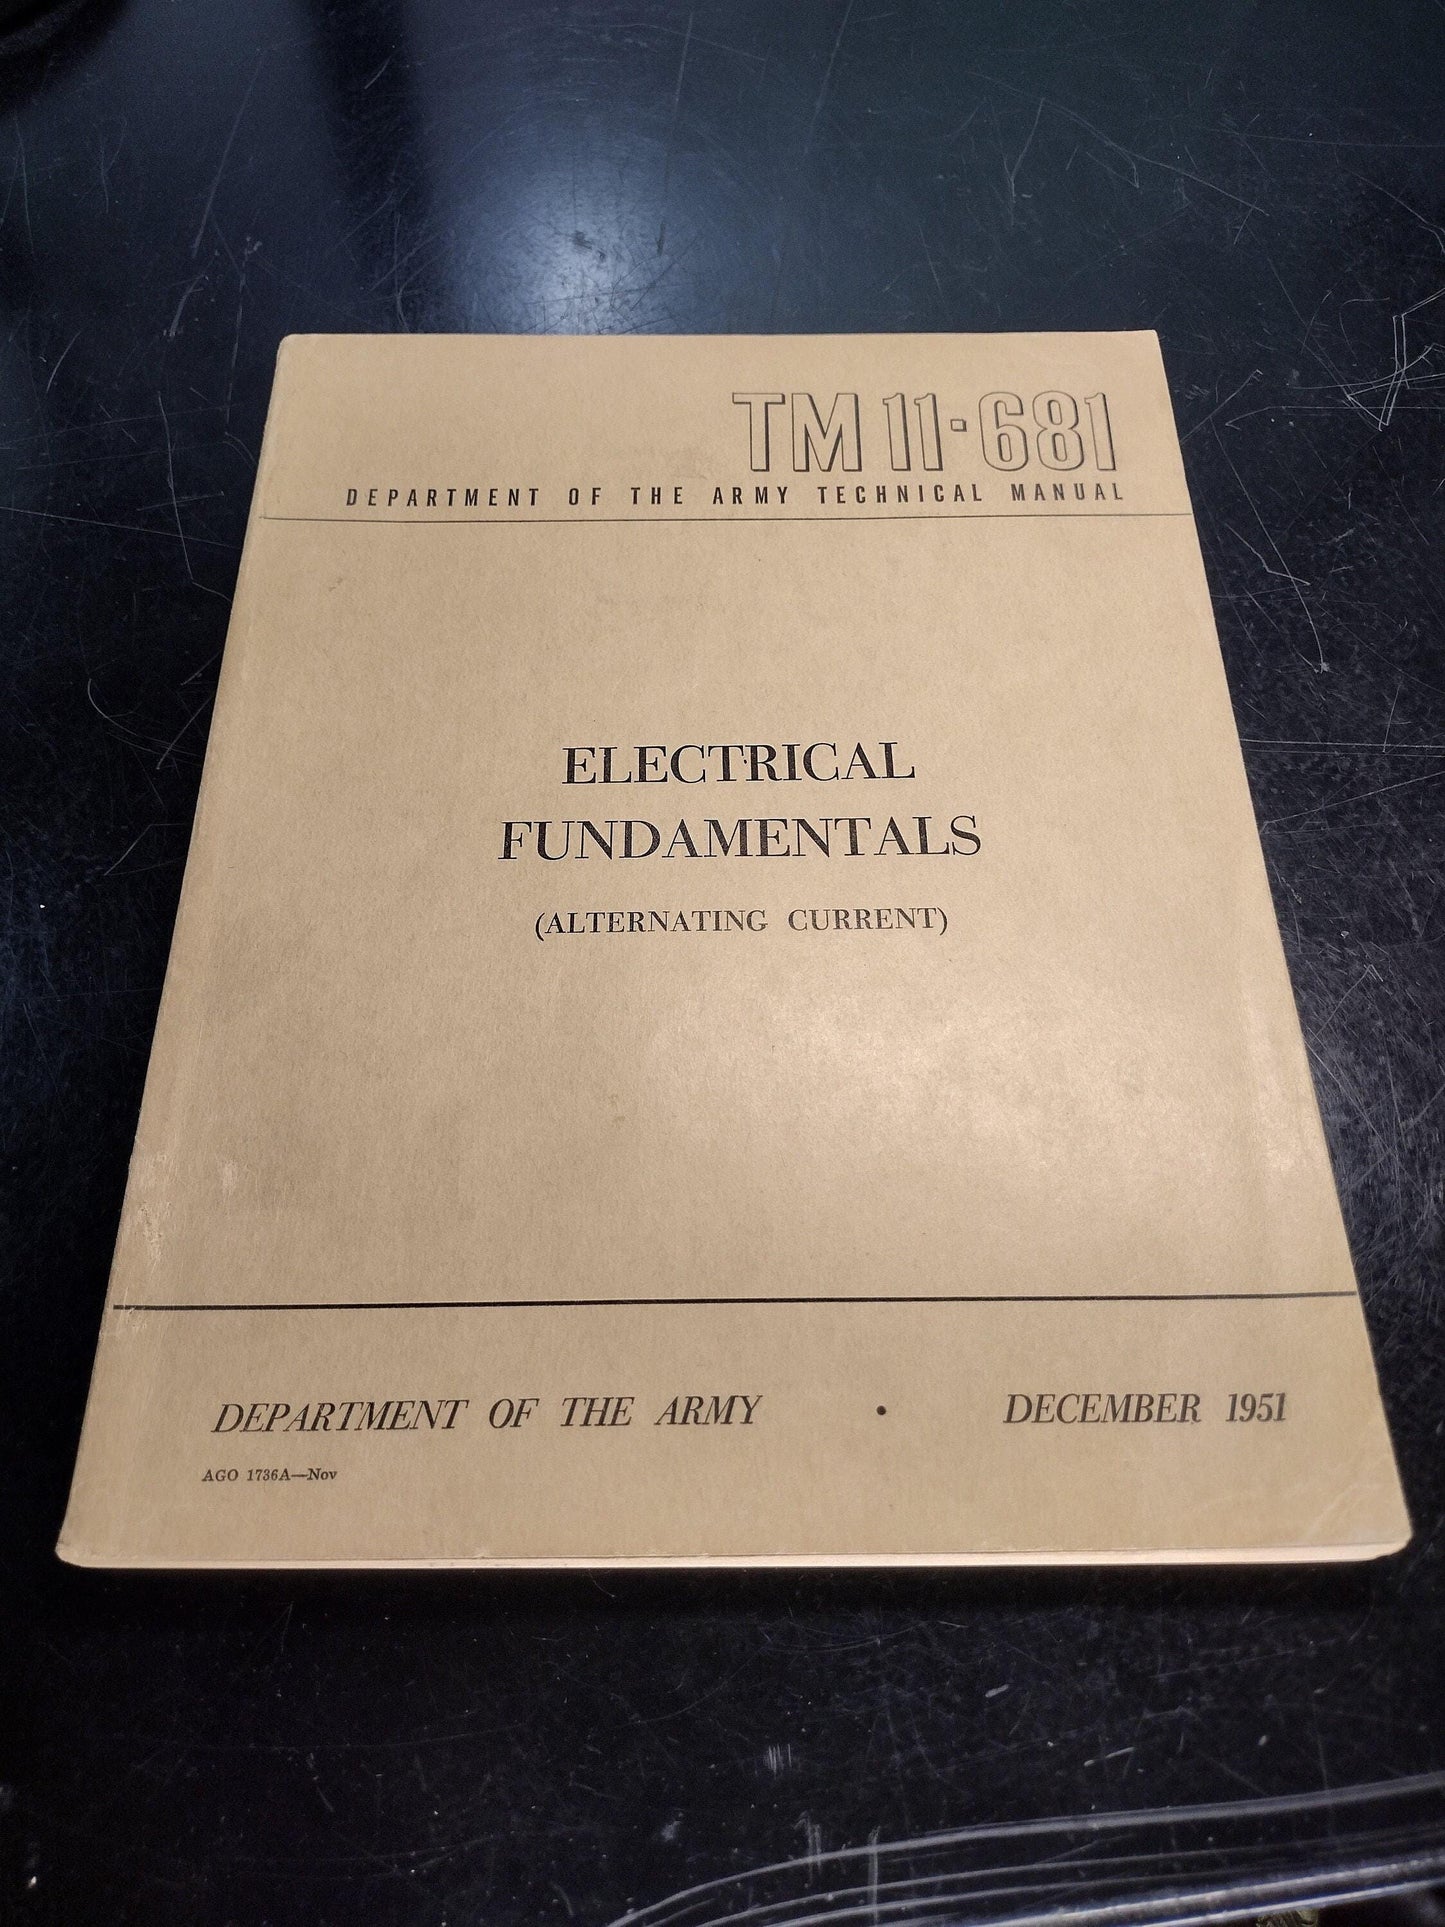 TM 11-681
DEPARTMENT OF THE ARMY TECHNICAL MANUAL
ELECTRICAL
FUNDAMENTALS
(ALTERNATING CURRENT)
DEPARTMENT OF THE ARMY • DECEMBER 1951
AGO 1736A—Nov